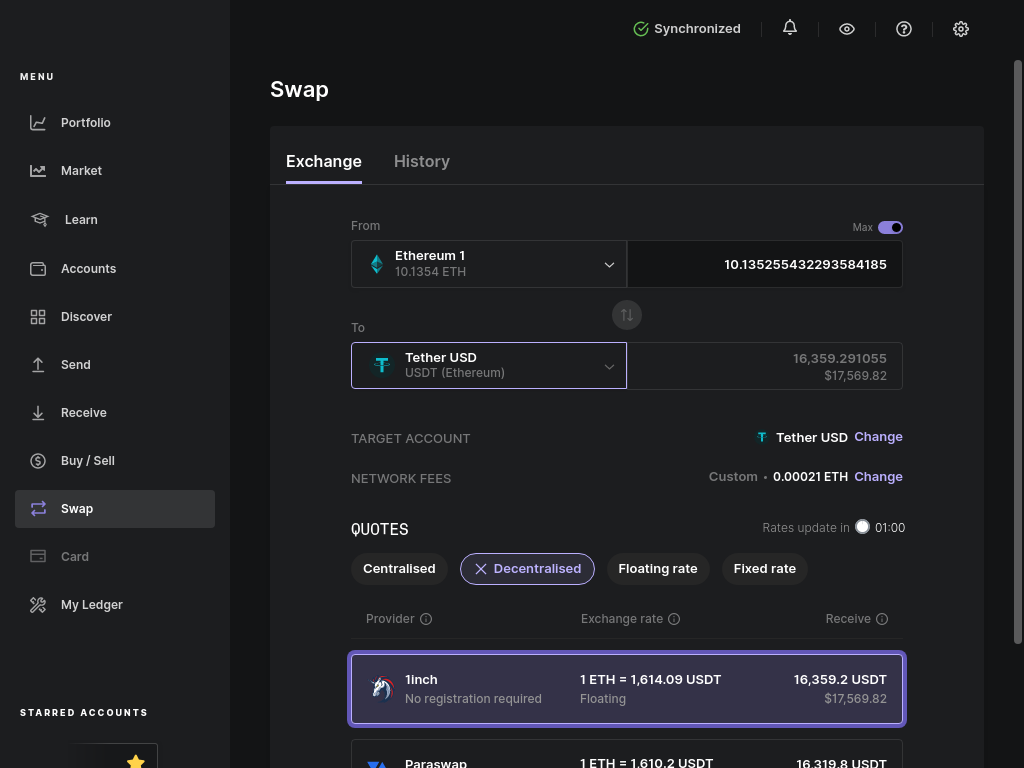 Synchronized
MENU
Portfolio
Market
Learn
Accounts
Discover
Send
Receive
Buy / Sell
Swap
Card
My Ledger
STARRED ACCOUNTS
Swap
Exchange
History
From
Max
Ethereum 1
10.1354 ETH
10.135255432293584185
To
Tether USD
USDT (Ethereum)
16,359.291055
$17,569.82
TARGET ACCOUNT
Tether USD Change
NETWORK FEES
Custom • 0.00021 ETH Change
QUOTES
Rates update in 01:00
Centralised
Decentralised
Floating rate
Fixed rate
Provider
Exchange rate
Receive
1inch
No registration required
1 ETH = 1,614.09 USDT
Floating
16,359.2 USDT
$17,569.82
Paraswap
1 ETH = 1,610.2 USDT
16,319.8 USDT